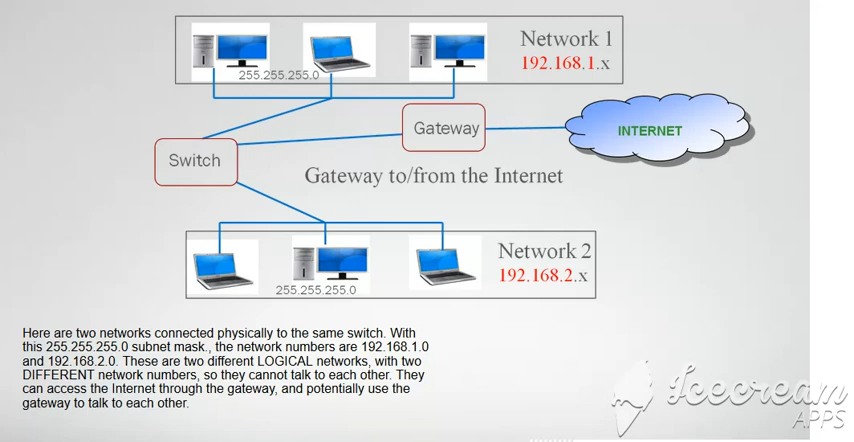 Network 1
192.168.1.x
255.255.255.0
Gateway
INTERNET
Switch
Gateway to/from the Internet
Network 2
192.168.2.x
255.255.255.0
Here are two networks connected physically to the same switch. With
this 255.255.255.0 subnet mask., the network numbers are 192.168.1.0
and 192.168.2.0. These are two different LOGICAL networks, with two
DIFFERENT network numbers, so they cannot talk to each other. They
can access the Internet through the gateway, and potentially use the
gateway to talk to each other.
Icecream
APPS